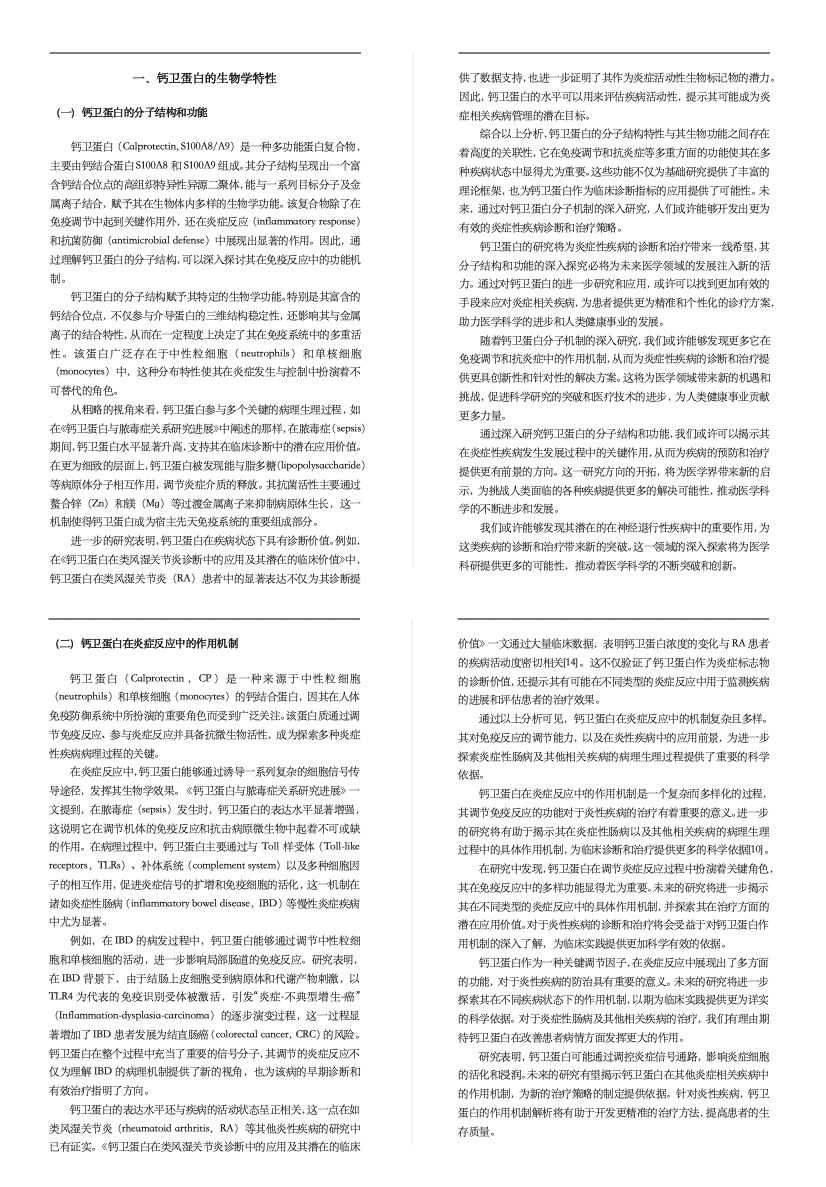 一、钙卫蛋白的生物学特性
（一）钙卫蛋白的分子结构和功能
钙卫蛋白（Calprotectin, S100A8/A9）是一种多功能蛋白复合物，
主要由钙结合蛋白S100A8 和 S100A9 组成。其分子结构呈现出一个富
含钙结合位点的高组织特异性异源二聚体，能与一系列目标分子及金
属离子结合，赋予其在生物体内多样的生物学功能。该复合物除了在
免疫调节中起到关键作用外，还在炎症反应（inflammatory response）
和抗菌防御（antimicrobial defense）中展现出显著的作用。因此，通
过理解钙卫蛋白的分子结构，可以深入探讨其在免疫反应中的功能机
制。
钙卫蛋白的分子结构赋予其特定的生物学功能。特别是其富含的
钙结合位点，不仅参与介导蛋白的三维结构稳定性，还影响其与金属
离子的结合特性，从而在一定程度上决定了其在免疫系统中的多重活
性。该蛋白广泛存在于中性粒细胞（neutrophils）和单核细胞
（monocytes）中，这种分布特性使其在炎症发生与控制中扮演着不
可替代的角色。
从粗略的视角来看，钙卫蛋白参与多个关键的病理生理过程，如
在《钙卫蛋白与脓毒症关系研究进展》中阐述的那样，在脓毒症（sepsis）
期间，钙卫蛋白水平显著升高，支持其在临床诊断中的潜在应用价值。
在更为细致的层面上，钙卫蛋白被发现能与脂多糖（lipopolysaccharide）
等病原体分子相互作用，调节炎症介质的释放。其抗菌活性主要通过
螯合锌（Zn）和镁（Mg）等过渡金属离子来抑制病原体生长，这一
机制使得钙卫蛋白成为宿主先天免疫系统的重要组成部分。
进一步的研究表明，钙卫蛋白在疾病状态下具有诊断价值。例如，
在《钙卫蛋白在类风湿关节炎诊断中的应用及其潜在的临床价值》中，
钙卫蛋白在类风湿关节炎（RA）患者中的显著表达不仅为其诊断提
供了数据支持，也进一步证明了其作为炎症活动性生物标记物的潜力。
因此，钙卫蛋白的水平可以用来评估疾病活动性，提示其可能成为炎
症相关疾病管理的潜在目标。
综合以上分析，钙卫蛋白的分子结构特性与其生物功能之间存在
着高度的关联性，它在免疫调节和抗炎症等多重方面的功能使其在多
种疾病状态中显得尤为重要。这些功能不仅为基础研究提供了丰富的
理论框架，也为钙卫蛋白作为临床诊断指标的应用提供了可能性。未
来，通过对钙卫蛋白分子机制的深入研究，人们或许能够开发出更为
有效的炎症性疾病诊断和治疗策略。
钙卫蛋白的研究将为炎症性疾病的诊断和治疗带来一线希望，其
分子结构和功能的深入探究必将为未来医学领域的发展注入新的活
力。通过对钙卫蛋白的进一步研究和应用，或许可以找到更加有效的
手段来应对炎症相关疾病，为患者提供更为精准和个性化的诊疗方案，
助力医学科学的进步和人类健康事业的发展。
随着钙卫蛋白分子机制的深入研究，我们或许能够发现更多它在
免疫调节和抗炎症中的作用机制，从而为炎症性疾病的诊断和治疗提
供更具创新性和针对性的解决方案。这将为医学领域带来新的机遇和
挑战，促进科学研究的突破和医疗技术的进步，为人类健康事业贡献
更多力量。
通过深入研究钙卫蛋白的分子结构和功能，我们或许可以揭示其
在炎症性疾病发生发展过程中的关键作用，从而为疾病的预防和治疗
提供更有前景的方向。这一研究方向的开拓，将为医学界带来新的启
示，为挑战人类面临的各种疾病提供更多的解决可能性，推动医学科
学的不断进步和发展。
我们或许能够发现其潜在的在神经退行性疾病中的重要作用，为
这类疾病的诊断和治疗带来新的突破。这一领域的深入探索将为医学
科研提供更多的可能性，推动着医学科学的不断突破和创新。
（二）钙卫蛋白在炎症反应中的作用机制
钙卫蛋白（Calprotectin，CP）是一种来源于中性粒细胞
（neutrophils）和单核细胞（monocytes）的钙结合蛋白，因其在人体
免疫防御系统中所扮演的重要角色而受到广泛关注。该蛋白质通过调
节免疫反应、参与炎症反应并具备抗微生物活性，成为探索多种炎症
性疾病病理过程的关键。
在炎症反应中，钙卫蛋白能够通过诱导一系列复杂的细胞信号传
导途径，发挥其生物学效果。《钙卫蛋白与脓毒症关系研究进展》一
文提到，在脓毒症（sepsis）发生时，钙卫蛋白的表达水平显著增强，
这说明它在调节机体的免疫反应和抗击病原微生物中起着不可或缺
的作用。在病理过程中，钙卫蛋白主要通过与 Toll 样受体（Toll-like
receptors，TLRs）、补体系统（complement system）以及多种细胞因
子的相互作用，促进炎症信号的扩增和免疫细胞的活化，这一机制在
诸如炎症性肠病（inflammatory bowel disease，IBD）等慢性炎症疾病
中尤为显著。
例如，在 IBD 的病发过程中，钙卫蛋白能够通过调节中性粒细
胞和单核细胞的活动，进一步影响局部肠道的免疫反应。研究表明，
在 IBD 背景下，由于结肠上皮细胞受到病原体和代谢产物刺激，以
TLR4 为代表的免疫识别受体被激活，引发“炎症-不典型增生-癌”
（Inflammation-dysplasia-carcinoma）的逐步演变过程，这一过程显
著增加了IBD 患者发展为结直肠癌（colorectal cancer，CRC）的风险。
钙卫蛋白在整个过程中充当了重要的信号分子，其调节的炎症反应不
仅为理解 IBD 的病理机制提供了新的视角，也为该病的早期诊断和
有效治疗指明了方向。
钙卫蛋白的表达水平还与疾病的活动状态呈正相关，这一点在如
类风湿关节炎（rheumatoid arthritis，RA）等其他炎性疾病的研究中
已有证实。《钙卫蛋白在类风湿关节炎诊断中的应用及其潜在的临床
价值》一文通过大量临床数据，表明钙卫蛋白浓度的变化与 RA 患者
的疾病活动度密切相关[14]。这不仅验证了钙卫蛋白作为炎症标志物
的诊断价值，还提示其有可能在不同类型的炎症反应中用于监测疾病
的进展和评估患者的治疗效果。
通过以上分析可见，钙卫蛋白在炎症反应中的机制复杂且多样。
其对免疫反应的调节能力，以及在炎性疾病中的应用前景，为进一步
探索炎症性肠病及其他相关疾病的病理生理过程提供了重要的科学
依据。
钙卫蛋白在炎症反应中的作用机制是一个复杂而多样化的过程，
其调节免疫反应的功能对于炎性疾病的治疗有着重要的意义。进一步
的研究将有助于揭示其在炎症性肠病以及其他相关疾病的病理生理
过程中的具体作用机制，为临床诊断和治疗提供更多的科学依据[10]。
在研究中发现，钙卫蛋白在调节炎症反应过程中扮演着关键角色，
其在免疫反应中的多样功能显得尤为重要。未来的研究将进一步揭示
其在不同类型的炎症反应中的具体作用机制，并探索其在治疗方面的
潜在应用价值。对于炎性疾病的诊断和治疗将会受益于对钙卫蛋白作
用机制的深入了解，为临床实践提供更加科学有效的依据。
钙卫蛋白作为一种关键调节因子，在炎症反应中展现出了多方面
的功能，对于炎性疾病的防治具有重要的意义。未来的研究将进一步
探索其在不同疾病状态下的作用机制，以期为临床实践提供更为详实
的科学依据。对于炎症性肠病及其他相关疾病的治疗，我们有理由期
待钙卫蛋白在改善患者病情方面发挥更大的作用。
研究表明，钙卫蛋白可能通过调控炎症信号通路，影响炎症细胞
的活化和浸润。未来的研究有望揭示钙卫蛋白在其他炎症相关疾病中
的作用机制，为新的治疗策略的制定提供依据。针对炎性疾病，钙卫
蛋白的作用机制解析将有助于开发更精准的治疗方法，提高患者的生
存质量。